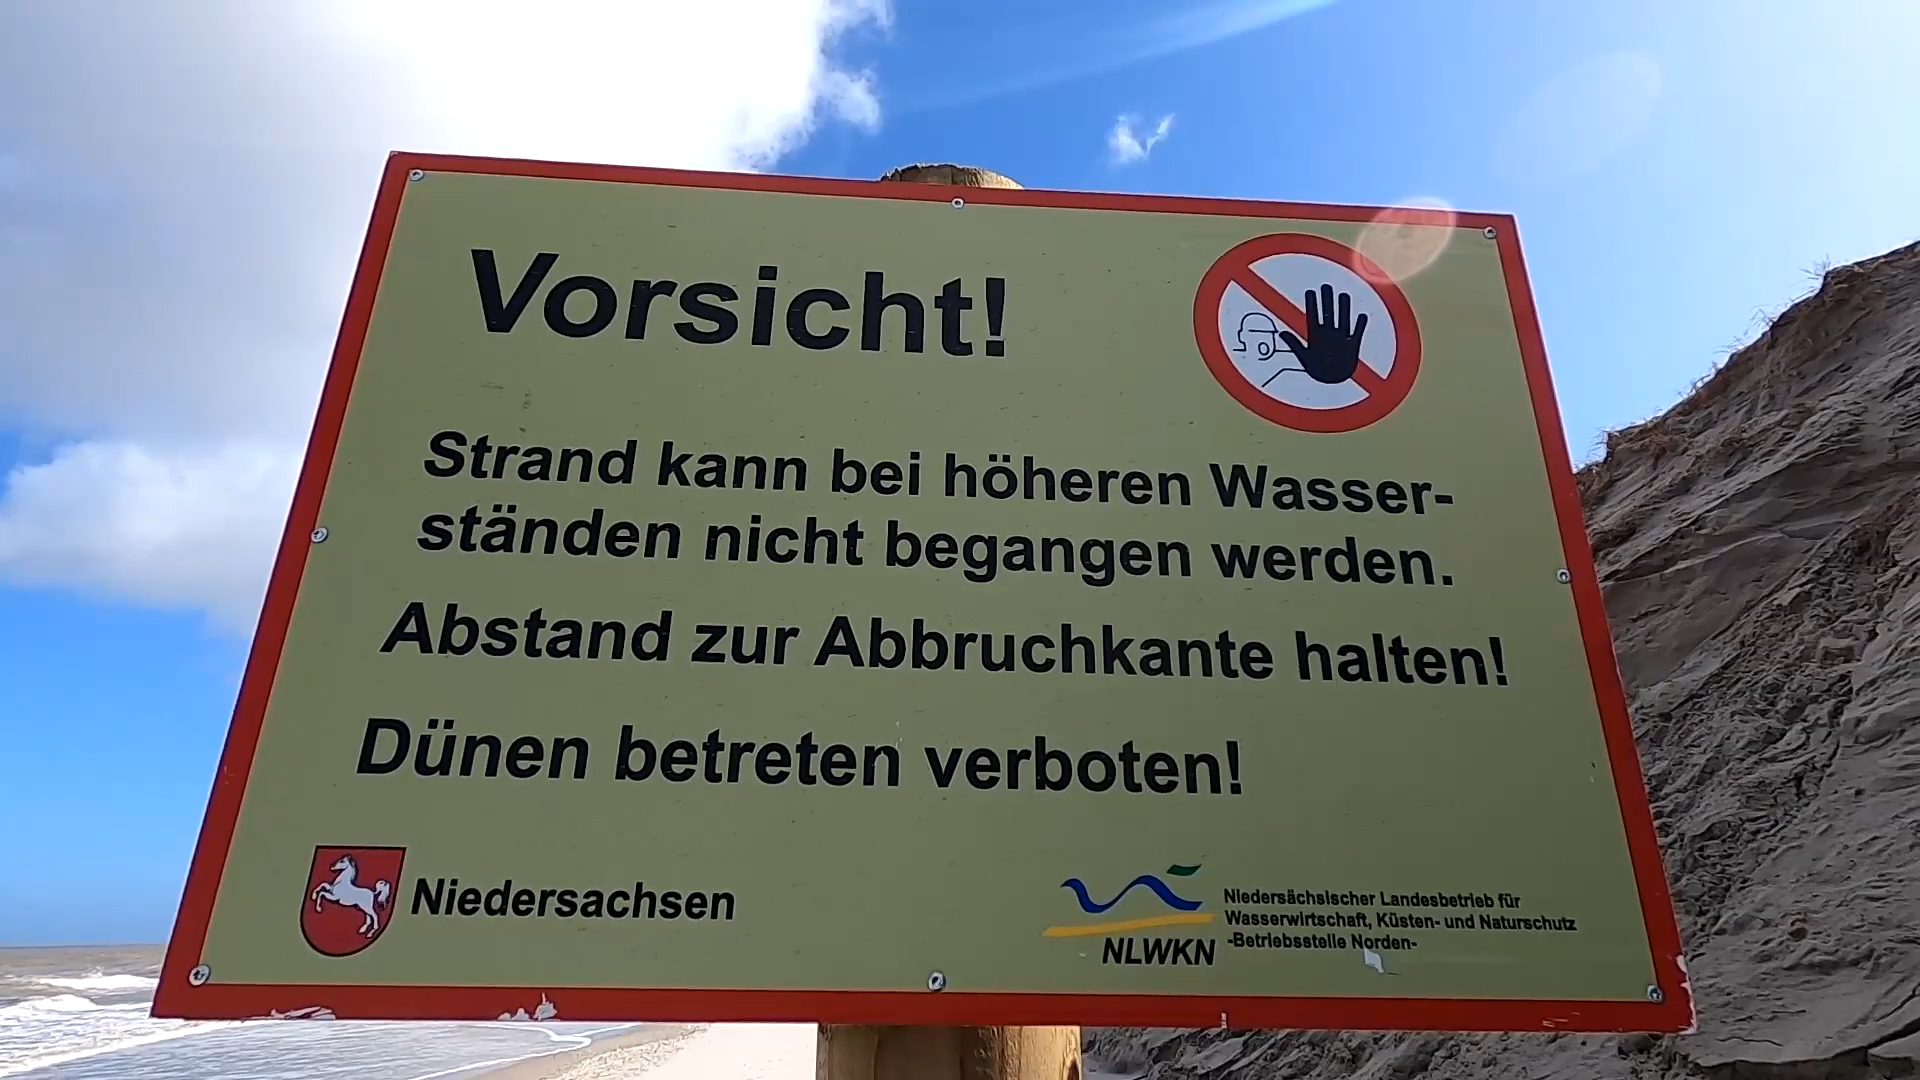 Vorsicht!
Strand kann bei höheren Wasser-
ständen nicht begangen werden.
Abstand zur Abbruchkante halten!
Dünen betreten verboten!
Niedersachsen
NLWKN
Niedersächsischer Landesbetrieb für
Wasserwirtschaft, Küsten- und Naturschutz
-Betriebsstelle Norden-